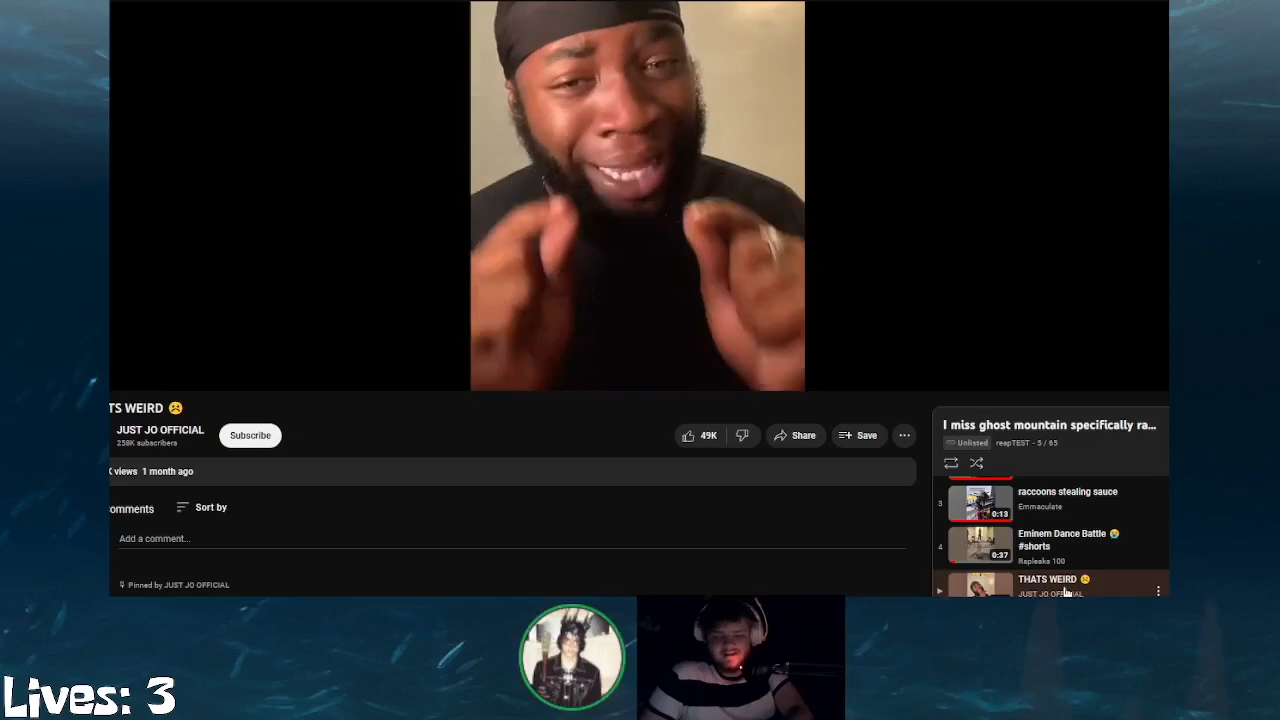 TS WEIRD ☹️
JUST JO OFFICIAL
258K subscribers
Subscribe
49K
Share
Save
K views 1 month ago
omments
Sort by
Add a comment...
Pinned by JUST JO OFFICIAL
I miss ghost mountain specifically ra...
Unlisted
reapTEST - 5 / 65
3
raccoons stealing sauce
Emmaculate
0:13
4
Eminem Dance Battle 😭
#shorts
Rapleaks 100
0:37
THATS WEIRD ☹️
JUST JO OFFICIAL
Lives: 3